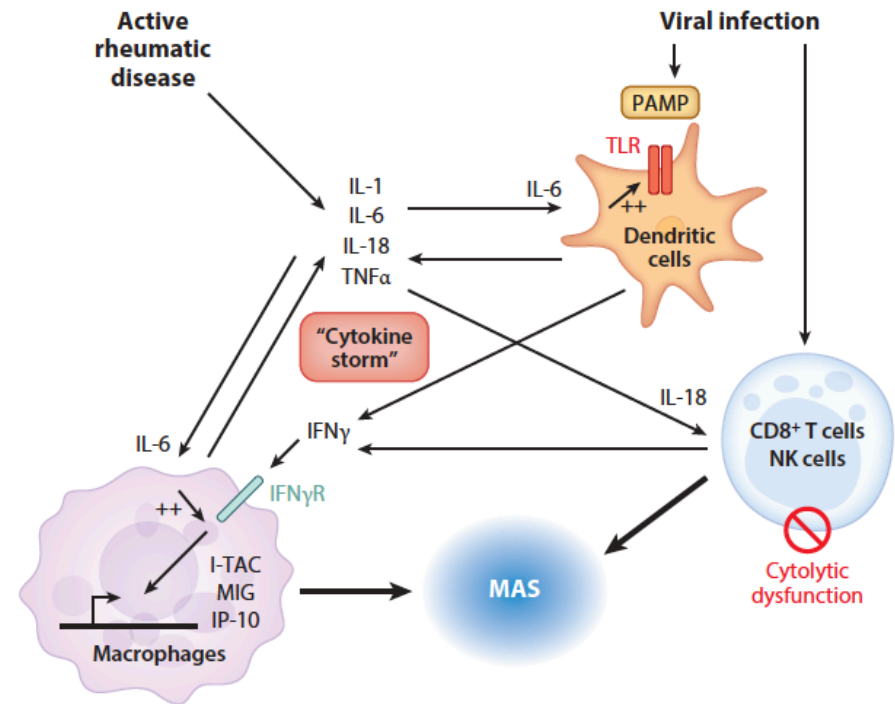 Active
rheumatic
disease
Viral infection
PAMP
TLR
IL-1
IL-6
IL-18
TNFα
IL-6
++
Dendritic
cells
“Cytokine
storm”
IL-18
IL-6
IFNγ
IFNγR
++
I-TAC
MIG
IP-10
Macrophages
MAS
CD8⁺ T cells
NK cells
Cytolytic
dysfunction